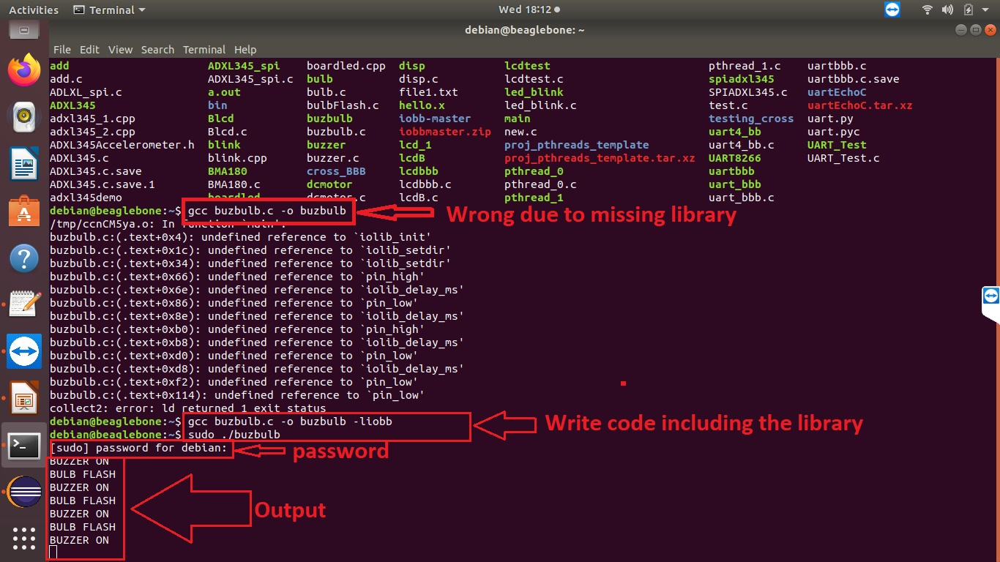 Activities Terminal Wed 18:12
debian@beaglebone: ~
File Edit View Search Terminal Help
add ADXL345_spi boardled.cpp disp lcdtest pthread_1.c uartbbb.c
add.c ADXL345_spi.c bulb disp.c lcdtest.c spiadxl345 uartbbb.c.save
ADLXL_spi.c a.out bulb.c file1.txt led_blink SPIADXL345.c uartEchoC
ADXL345 bin bulbFlash.c hello.x led_blink.c test.c uartEchoC.tar.xz
adxl345_1.cpp Blcd buzbulb iobb-master main testing_cross uart.py
adxl345_2.cpp Blcd.c buzbulb.c iobbmaster.zip new.c uart4_bb uart.pyc
ADXL345Accelerometer.h blink buzzer lcd_1 proj_pthreads_template uart4_bb.c UART_Test
ADXL345.c blink.cpp buzzer.c lcdB proj_pthreads_template.tar.xz UART8266 UART_Test.c
ADXL345.c.save BMA180 cross_BBB lcdbbb pthread_0 uartbbb
ADXL345.c.save.1 BMA180.c dcmotor lcdbbb.c pthread_0.c uart_bbb
adxl345demo boardled dcmotor.c lcdB.c pthread_1 uart_bbb.c
debian@beaglebone:~$ gcc buzbulb.c -o buzbulb Wrong due to missing library
/tmp/ccnCM5ya.o: In function `main':
buzbulb.c:(.text+0x4): undefined reference to `iolib_init'
buzbulb.c:(.text+0x1c): undefined reference to `iolib_setdir'
buzbulb.c:(.text+0x34): undefined reference to `iolib_setdir'
buzbulb.c:(.text+0x66): undefined reference to `pin_high'
buzbulb.c:(.text+0x6e): undefined reference to `iolib_delay_ms'
buzbulb.c:(.text+0x86): undefined reference to `pin_low'
buzbulb.c:(.text+0x8e): undefined reference to `iolib_delay_ms'
buzbulb.c:(.text+0xb0): undefined reference to `pin_high'
buzbulb.c:(.text+0xb8): undefined reference to `iolib_delay_ms'
buzbulb.c:(.text+0xd0): undefined reference to `pin_low'
buzbulb.c:(.text+0xd8): undefined reference to `iolib_delay_ms'
buzbulb.c:(.text+0xf2): undefined reference to `pin_low'
buzbulb.c:(.text+0x114): undefined reference to `pin_low'
collect2: error: ld returned 1 exit status
debian@beaglebone:~$ gcc buzbulb.c -o buzbulb -liobb Write code including the library
debian@beaglebone:~$ sudo ./buzbulb
[sudo] password for debian: password
BUZZER ON
BULB FLASH
BUZZER ON
BULB FLASH
BUZZER ON Output
BULB FLASH
BUZZER ON